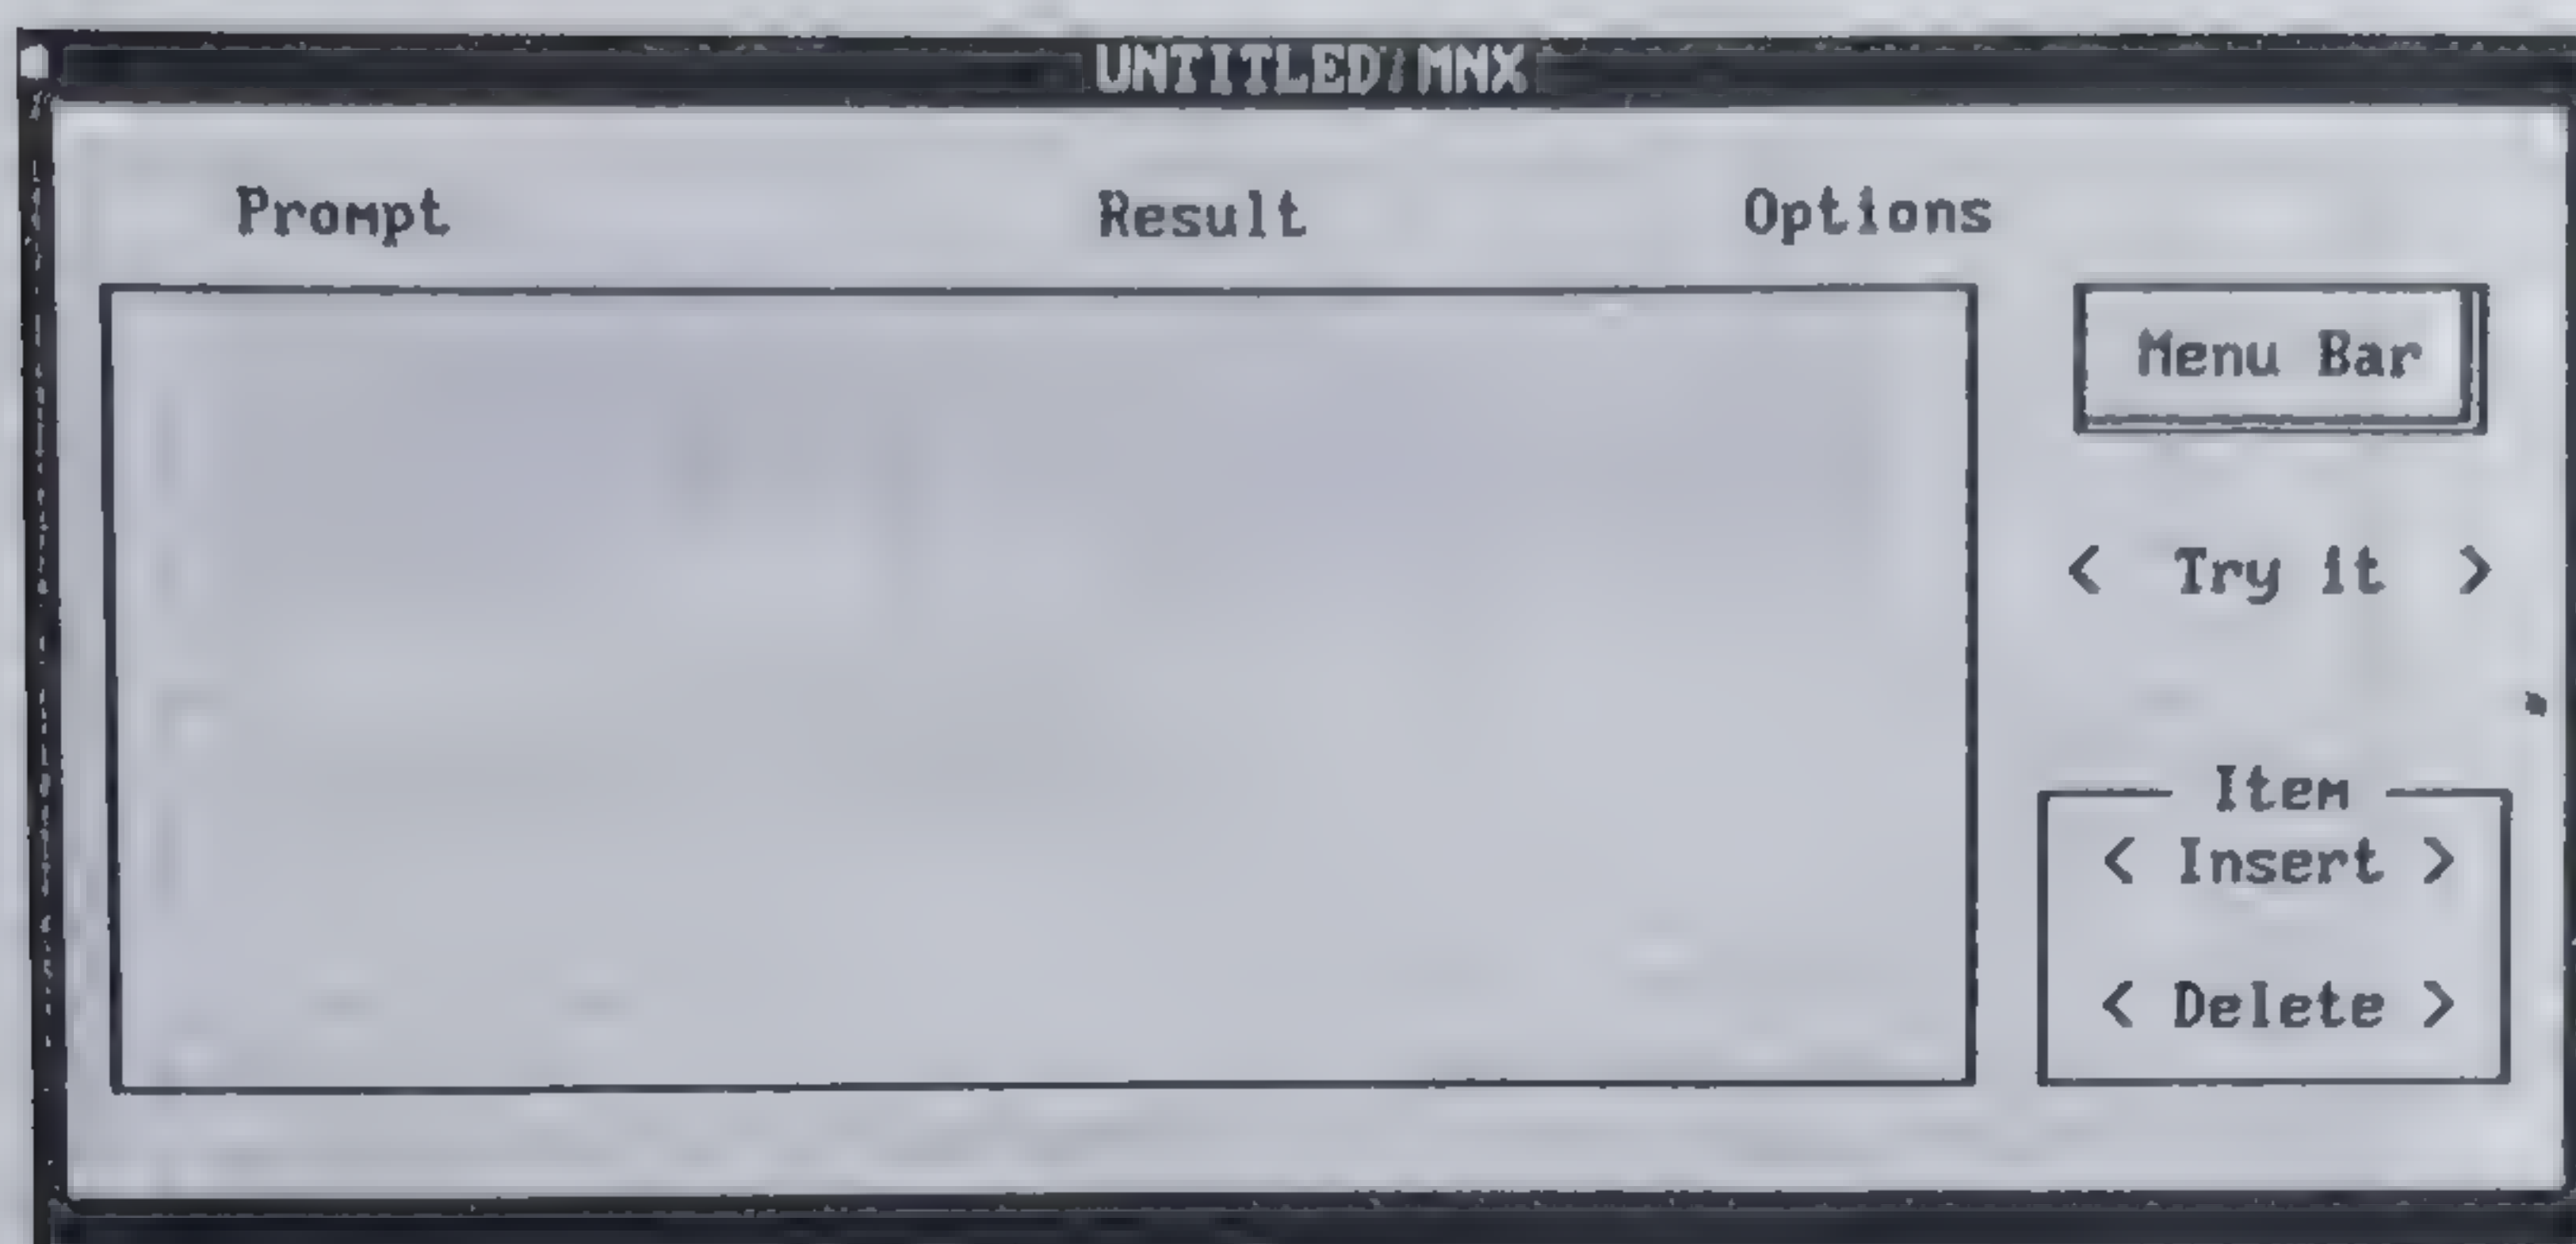 UNTITLED.MNX
Prompt Result Options
Menu Bar
< Try it >
Item
< Insert >
< Delete >